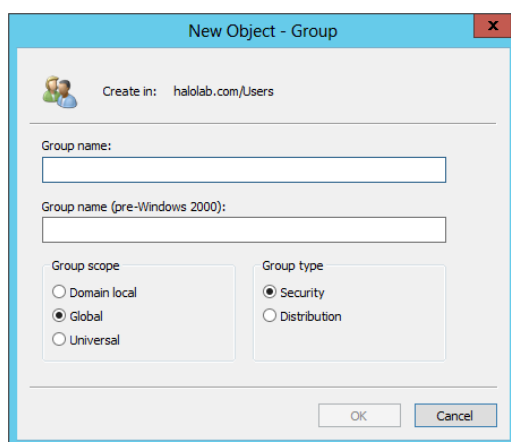 New Object - Group
x
Create in: halolab.com/Users
Group name:
Group name (pre-Windows 2000):
Group scope
Domain local
Global
Universal
Group type
Security
Distribution
OK
Cancel